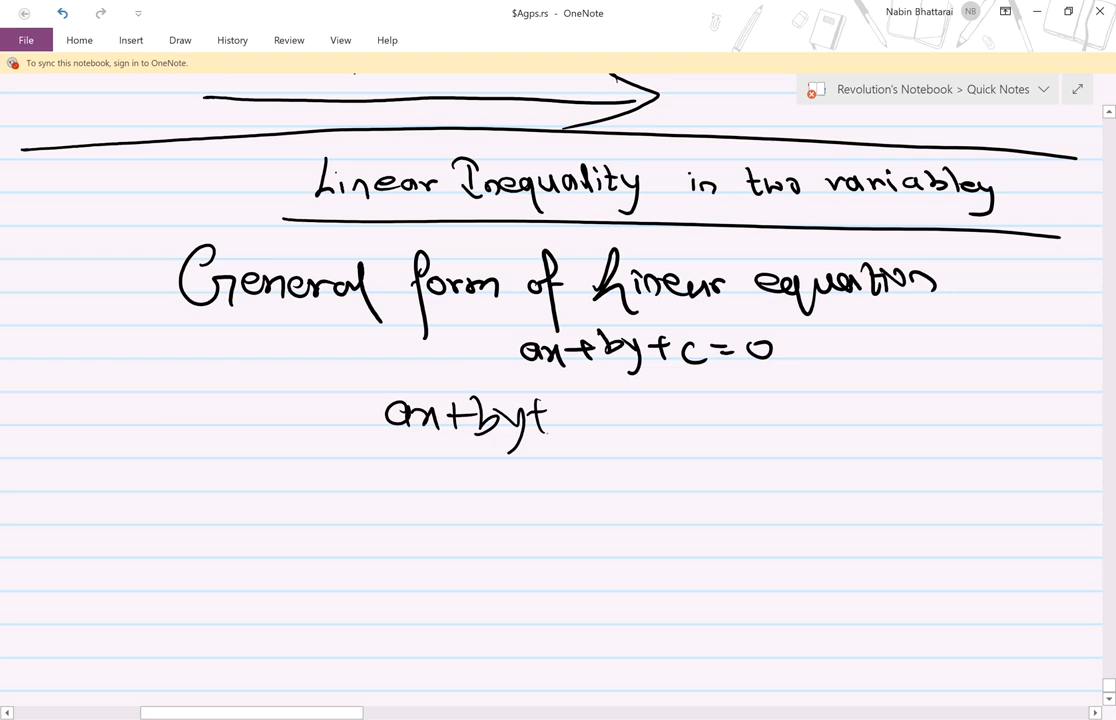 $Agps.rs - OneNote
Nabin Bhattarai NB
File Home Insert Draw History Review View Help
To sync this notebook, sign in to OneNote.
Revolution's Notebook > Quick Notes
Linear Inequality in two variables
General form of linear equation
ax+by+c=0
ax+by+